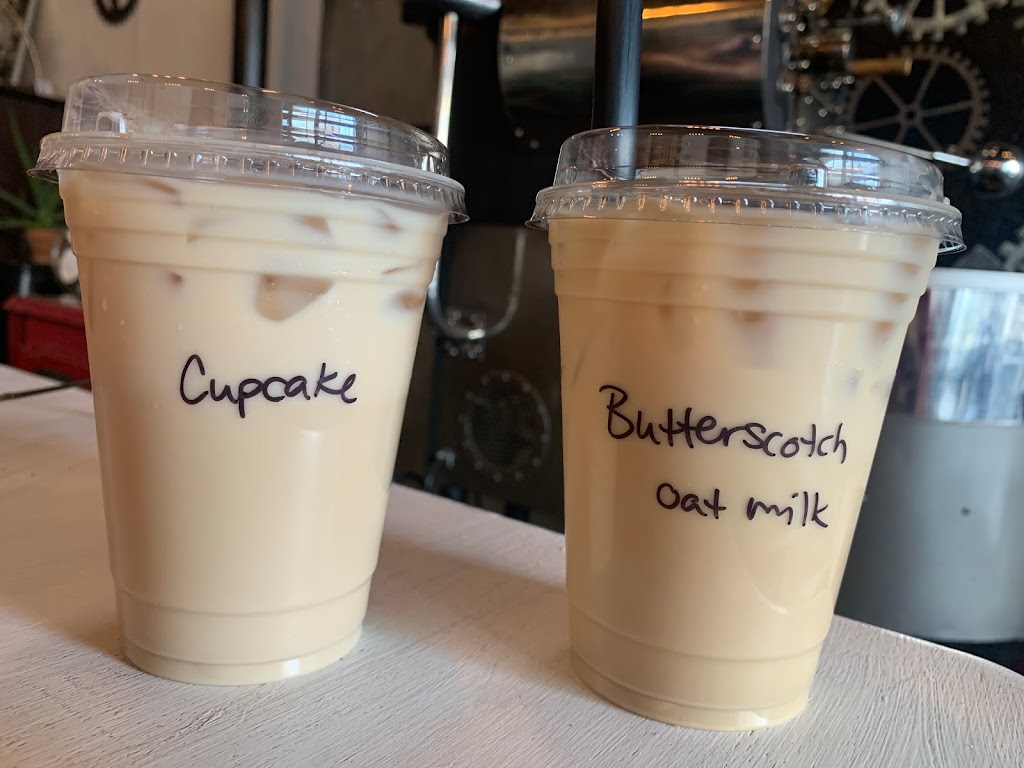 Cupcake
Butterscotch
oat milk